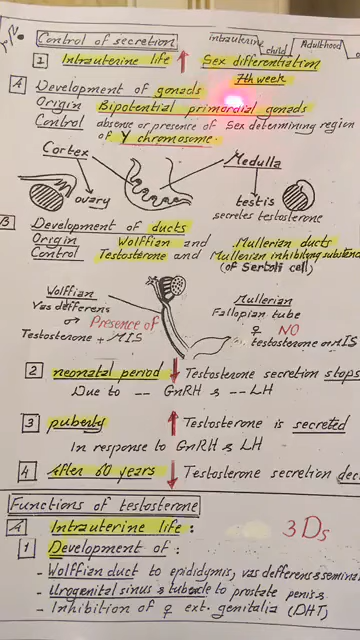 Control of secretion
intrauterine child Adulthood
1 Intrauterine life ↑ Sex differentiation
7th week
A Development of gonads
Origin Bipotential primordial gonads
Control absense or presence of Sex determining region
of Y chromosome.
Cortex Medulla
ovary testis
secretes testosterone
B Development of ducts
Origin Wolffian and Mullerian ducts
Control Testosterone and Mullerian inhibiting substance
(of Sertoli cell)
Wolffian Mullerian
Vas defferens Fallopian tube
♂ Presence of ♀ NO
Testosterone + MIS testosterone or MIS
2 neonatal period ↓ Testosterone secretion stops
Due to -- GnRH & -- LH
3 puberty ↑ Testosterone is secreted
In response to GnRH & LH
4 After 60 years ↓ Testosterone secretion
Functions of testosterone
A Intrauterine life : 3 Ds
1 Development of :
- Wolffian duct to epididymis, vas defferens &
- Urogenital sinus & tubercle to prostate penis &
- Inhibition of ♀ ext. genitalia (DHT)